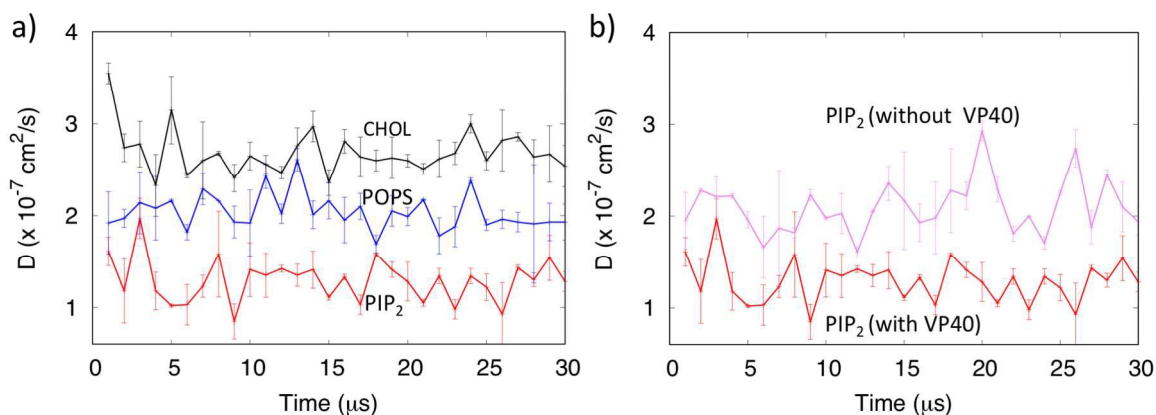 a)
4
3
2
1
D (x 10⁻⁷ cm²/s)
CHOL
POPS
PIP₂
0 5 10 15 20 25 30
Time (μs)
b)
4
3
2
1
D (x 10⁻⁷ cm²/s)
PIP₂ (without VP40)
PIP₂ (with VP40)
0 5 10 15 20 25 30
Time (μs)